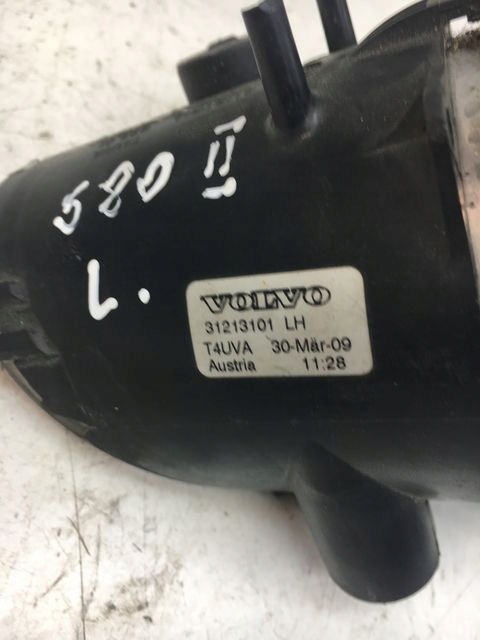 S80 II
L.
VOLVO
31213101 LH
T4UVA 30-Mär-09
Austria 11:28